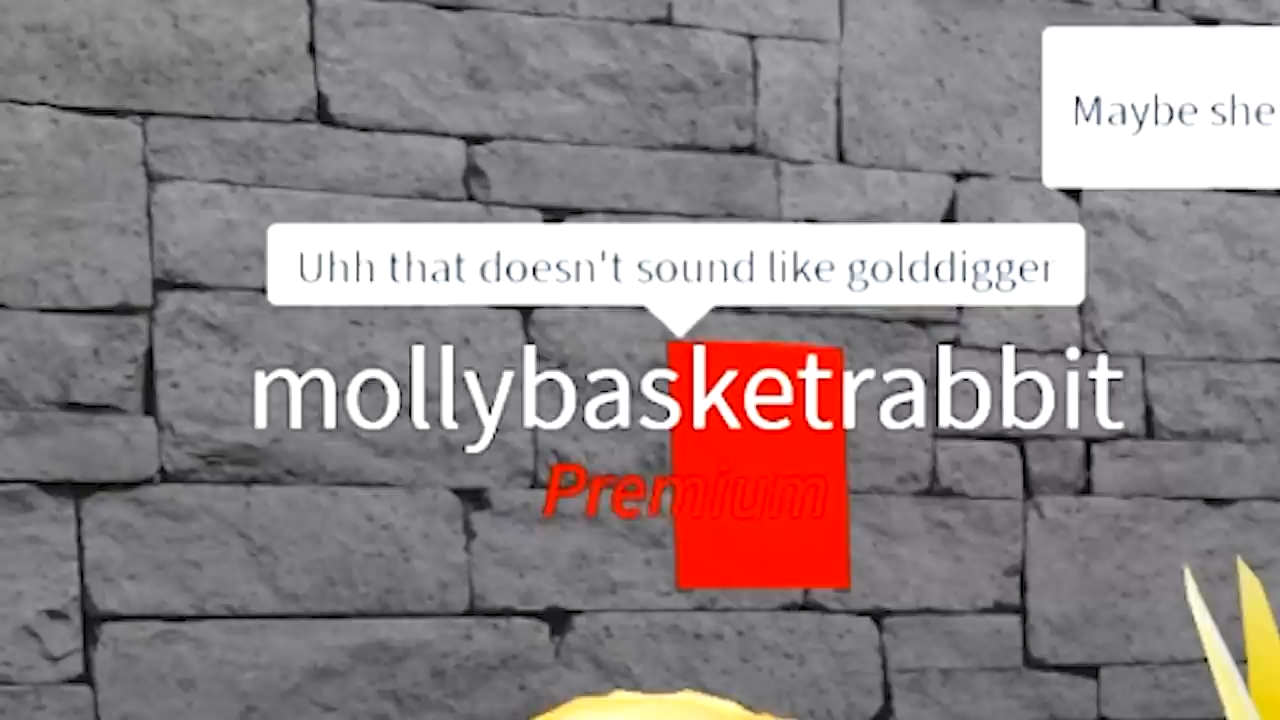 Maybe she
Uhh that doesn't sound like golddigger
mollybasketrabbit
Premium